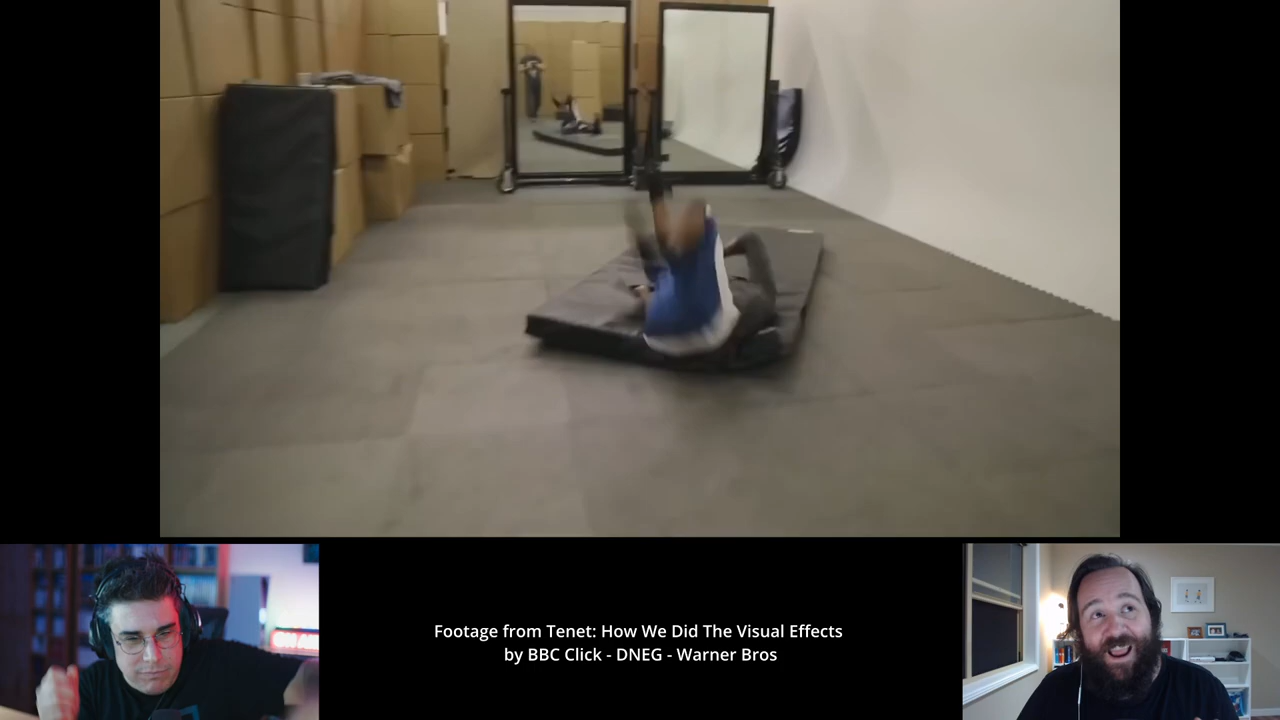 Footage from Tenet: How We Did The Visual Effects
by BBC Click - DNEG - Warner Bros